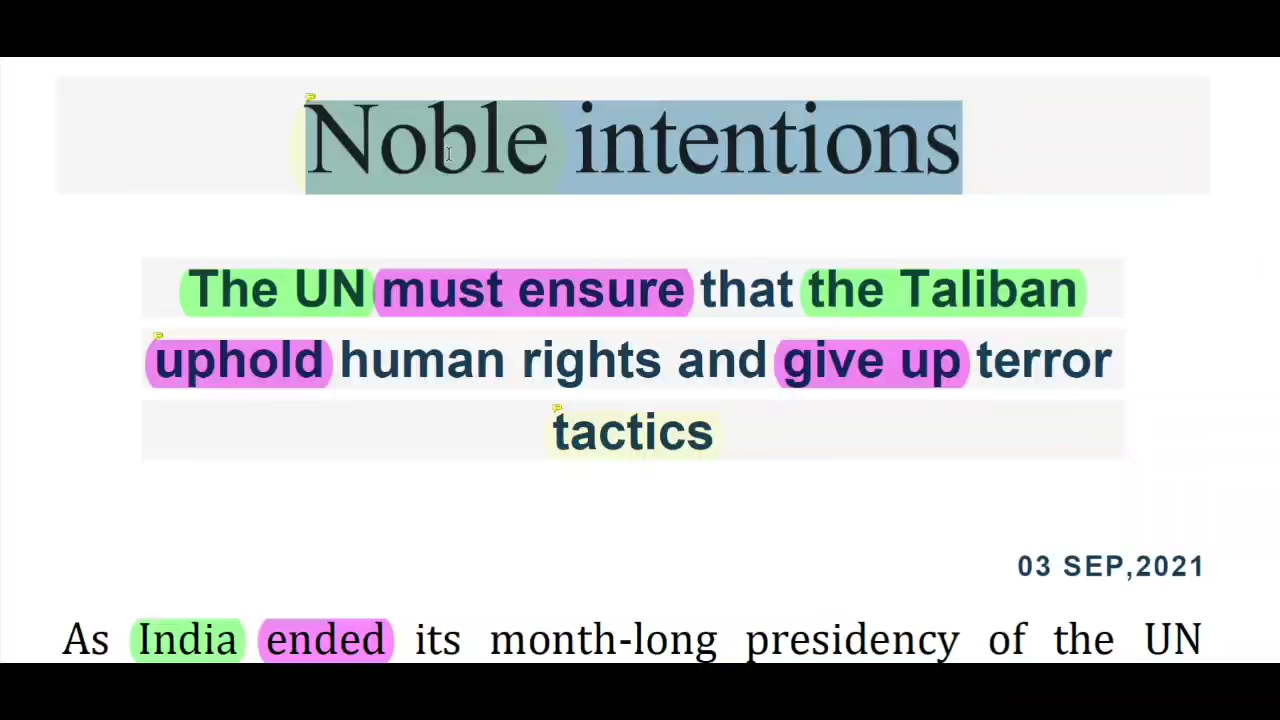 Noble intentions
The UN must ensure that the Taliban
uphold human rights and give up terror
tactics
03 SEP,2021
As India ended its month-long presidency of the UN